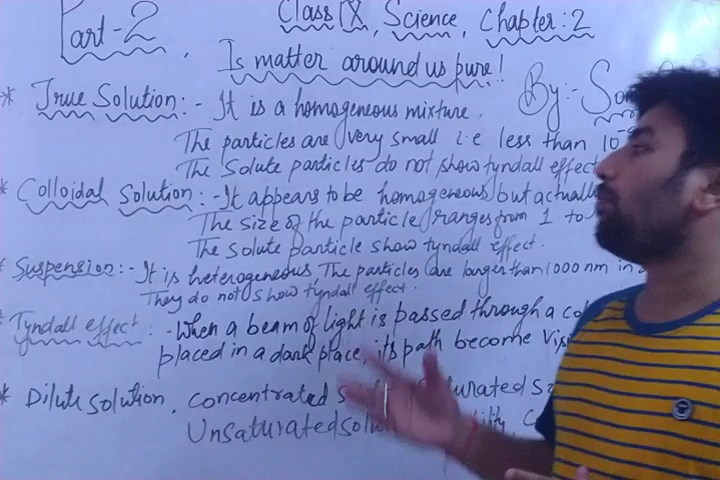 Part-2
Class IX, Science, Chapter:2
Is matter around us pure!
By:-
* True Solution:- It is a homogeneous mixture.
The particles are very small i.e less than
The Solute particles do not show tyndall effect
* Colloidal Solution:- It appears to be homogeneous but actually
The size of the particle ranges from 1 to
The solute particle show tyndall effect.
* Suspension:- It is heterogeneous The particles are larger than 1000 nm in
They do not show tyndall effect.
* Tyndall effect:- When a beam of light is passed through a
placed in a dark place, its path become
* Dilute solution, concentrated
Unsaturated